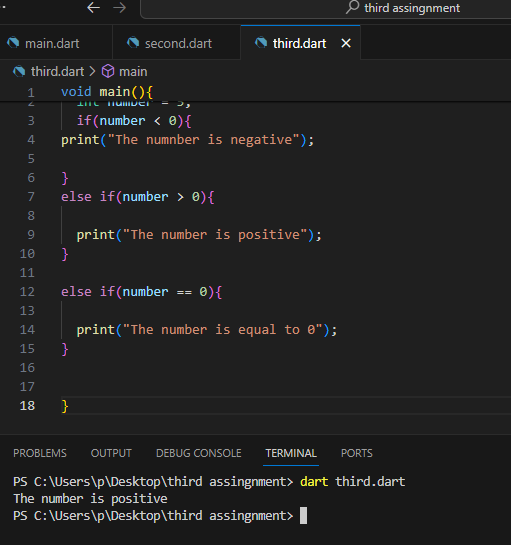 third assingnment
main.dart second.dart third.dart
third.dart > main
1 void main(){
2 int number = 5;
3 if(number < 0){
4 print("The numnber is negative");
5
6 }
7 else if(number > 0){
8
9 print("The number is positive");
10 }
11
12 else if(number == 0){
13
14 print("The number is equal to 0");
15 }
16
17
18 }
PROBLEMS OUTPUT DEBUG CONSOLE TERMINAL PORTS
PS C:\Users\p\Desktop\third assingnment> dart third.dart
The number is positive
PS C:\Users\p\Desktop\third assingnment>